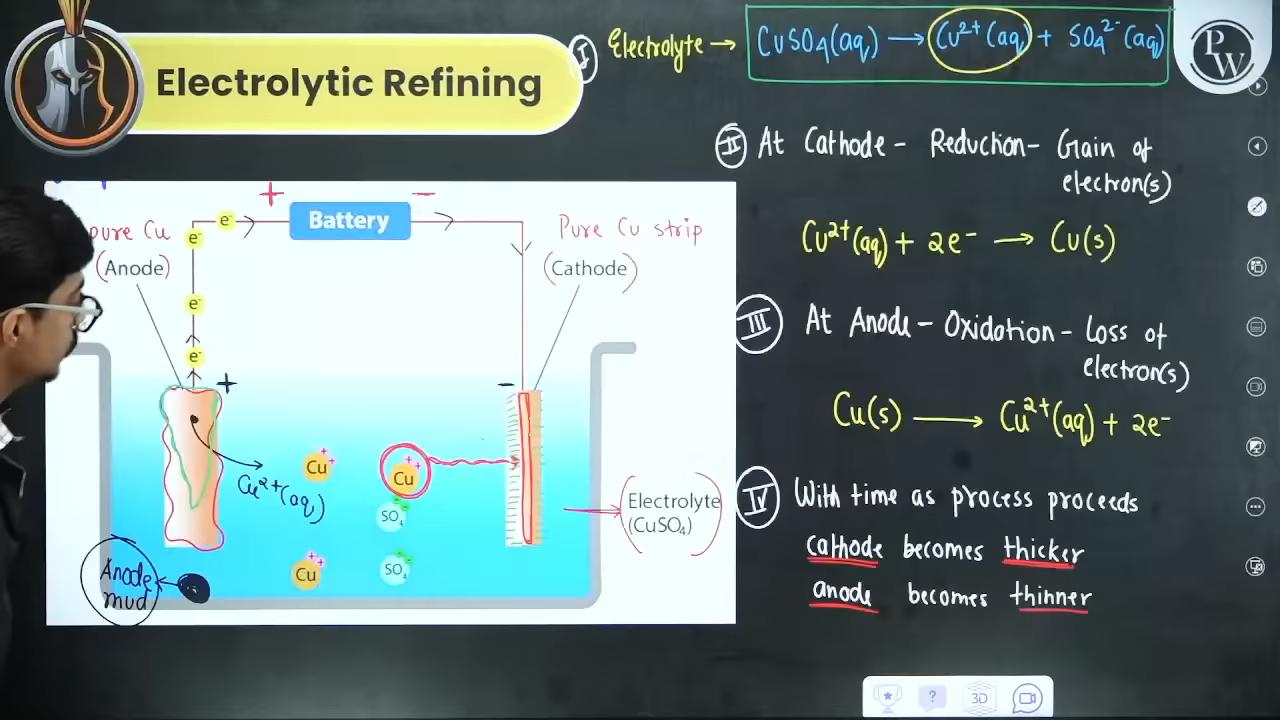 Electrolytic Refining
I Electrolyte → CuSO4(aq) → Cu2+(aq) + SO4 2-(aq)
PW
II At Cathode - Reduction - Gain of
electron(s)
Cu2+(aq) + 2e- → Cu(s)
III At Anode - Oxidation - Loss of
electron(s)
Cu(s) → Cu2+(aq) + 2e-
IV With time as process proceeds
cathode becomes thicker
anode becomes thinner
+ Battery -
pure Cu
(Anode)
Pure Cu strip
(Cathode)
e-
e-
e-
e-
+
-
Cu ++
Cu ++
Cu2+(aq)
SO4 --
Electrolyte
(CuSO4)
Cu ++
SO4 --
Anode
mud
?
3D